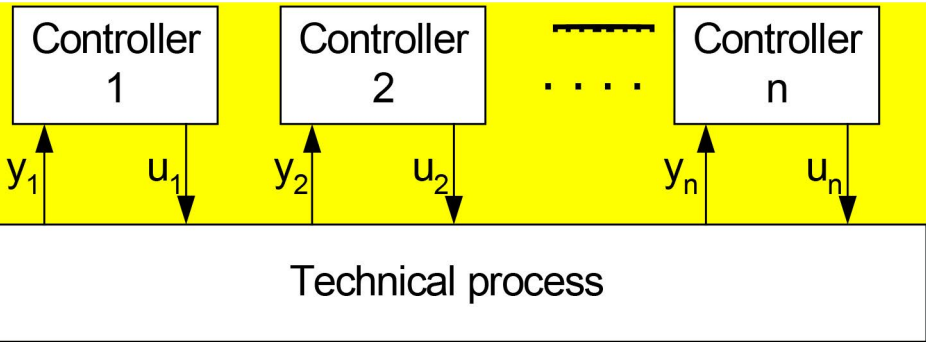 Controller
1
Controller
2
. . . .
Controller
n
y1
u1
y2
u2
yn
un
Technical process